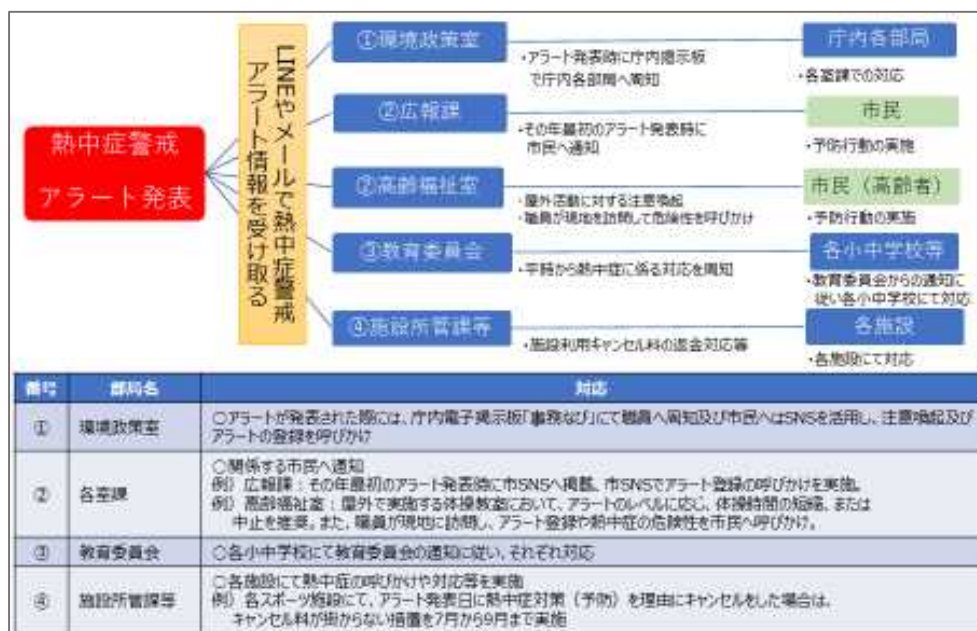 熱中症警戒
アラート発表
LINEやメールで熱中症警戒
アラート情報を受け取る
①環境政策室
・アラート発表時に庁内掲示板
で庁内各部局へ周知
庁内各部局
・各室課での対応
②広報課
・その年最初のアラート発表時に
市民へ通知
市民
・予防行動の実施
②高齢福祉室
・屋外活動に対する注意喚起
・職員が現地を訪問して危険性を呼びかけ
市民（高齢者）
・予防行動の実施
③教育委員会
・平時から熱中症に係る対応を周知
各小中学校等
・教育委員会からの通知に
従い各小中学校にて対応
④施設所管課等
・施設利用キャンセル料の返金対応等
各施設
・各施設にて対応
番号 部局名 対応
① 環境政策室 ○アラートが発表された際には、庁内電子掲示板「事務なび」にて職員へ周知及び市民へはSNSを活用し、注意喚起及び
アラートの登録を呼びかけ
② 各室課 ○関係する市民へ通知
例）広報課：その年最初のアラート発表時に市SNSへ掲載、市SNSでアラート登録の呼びかけを実施。
例）高齢福祉室：屋外で実施する体操教室において、アラートのレベルに応じ、体操時間の短縮、または
中止を推奨。また、職員が現地に訪問し、アラート登録や熱中症の危険性を市民へ呼びかけ。
③ 教育委員会 ○各小中学校にて教育委員会の通知に従い、それぞれ対応
④ 施設所管課等 ○各施設にて熱中症の呼びかけや対応等を実施
例）各スポーツ施設にて、アラート発表日に熱中症対策（予防）を理由にキャンセルをした場合は、
キャンセル料が掛からない措置を7月から9月まで実施